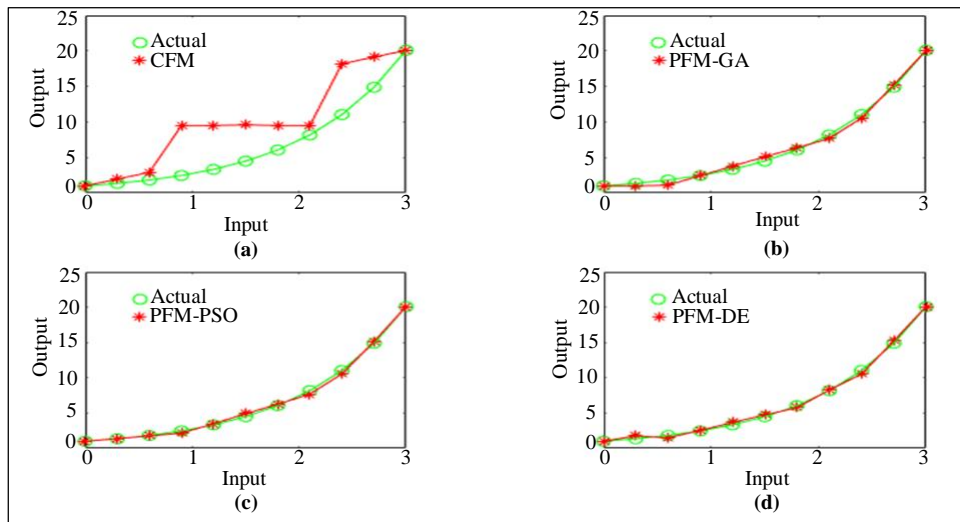 25
20
15
10
5
0
Output
Actual
CFM
0
1
2
3
Input
(a)
25
20
15
10
5
0
Output
Actual
PFM-GA
0
1
2
3
Input
(b)
25
20
15
10
5
0
Output
Actual
PFM-PSO
0
1
2
3
Input
(c)
25
20
15
10
5
0
Output
Actual
PFM-DE
0
1
2
3
Input
(d)